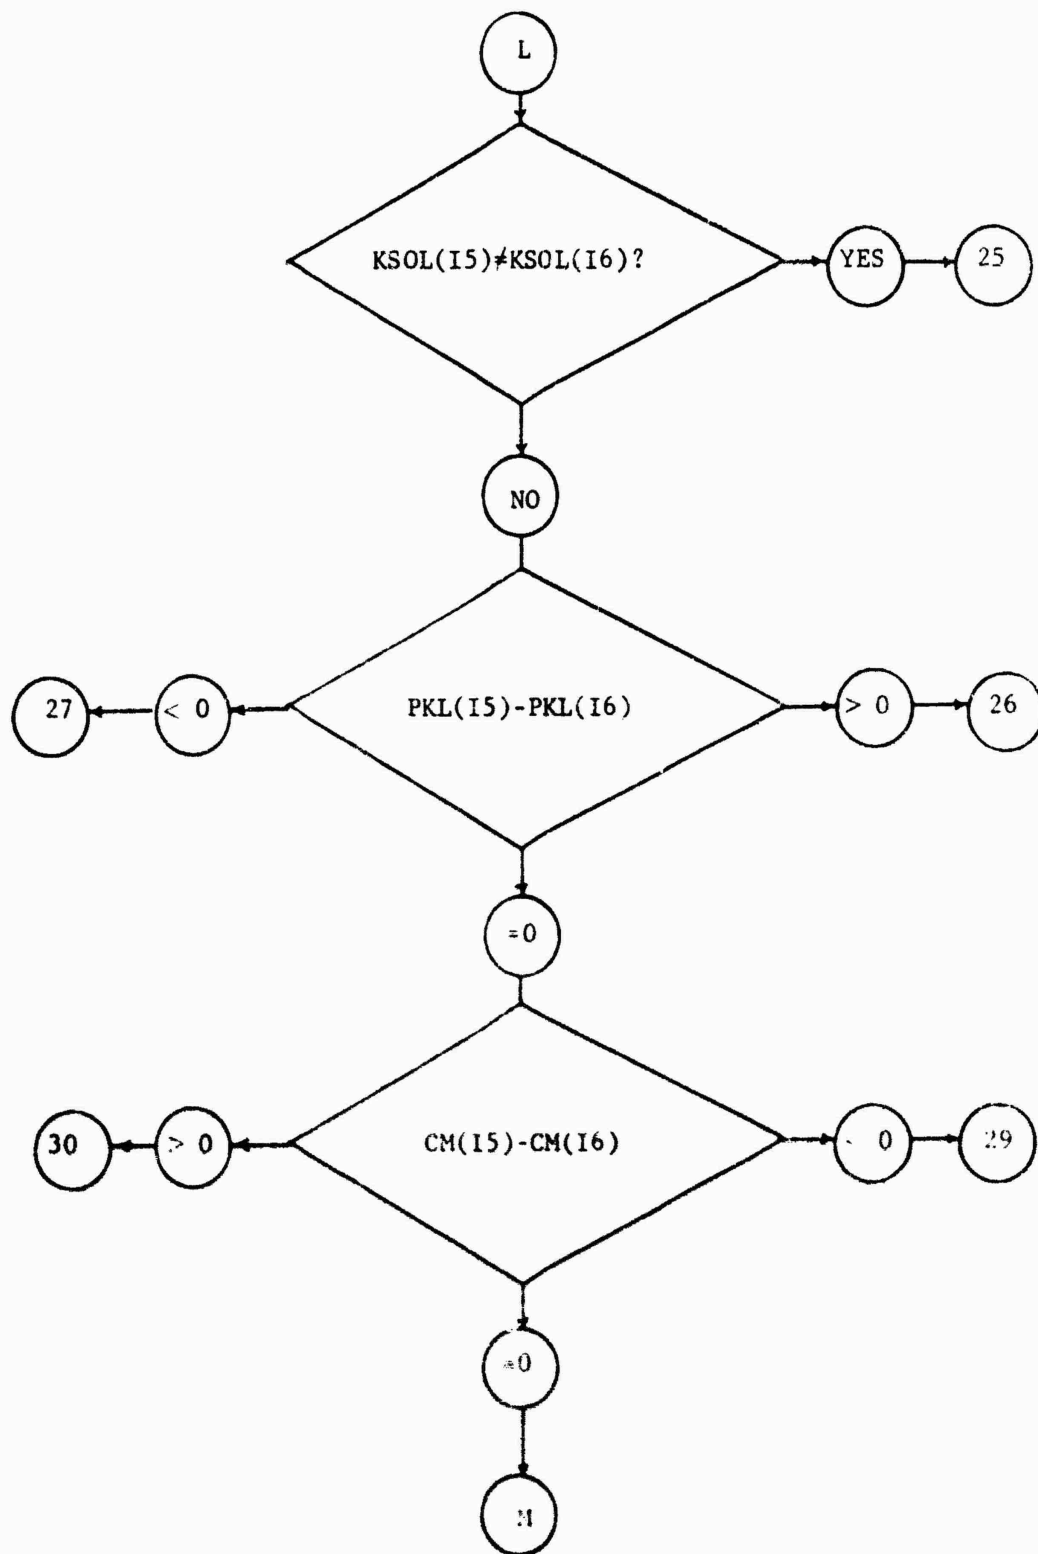 L
KSOL(I5)≠KSOL(I6)?
YES
25
NO
27
< 0
PKL(I5)-PKL(I6)
> 0
26
=0
30
> 0
CM(I5)-CM(I6)
0
29
=0
M